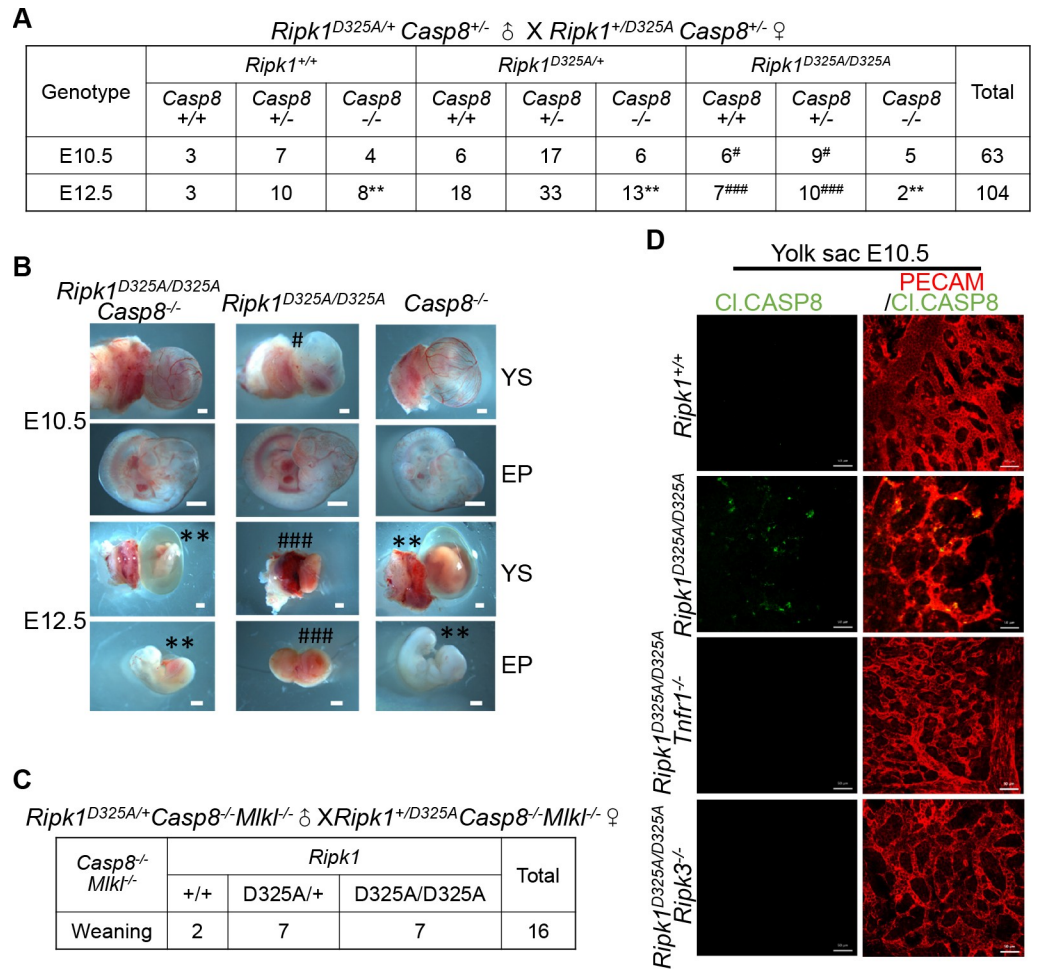 A
Ripk1D325A/+ Casp8+/- ♂ X Ripk1+/D325A Casp8+/- ♀
Genotype Ripk1+/+ Ripk1D325A/+ Ripk1D325A/D325A Total
Casp8 +/+ Casp8 +/- Casp8 -/- Casp8 +/+ Casp8 +/- Casp8 -/- Casp8 +/+ Casp8 +/- Casp8 -/-
E10.5 3 7 4 6 17 6 6# 9# 5 63
E12.5 3 10 8** 18 33 13** 7### 10### 2** 104
B
Ripk1D325A/D325A
Casp8-/-
Ripk1D325A/D325A
Casp8-/-
E10.5
#
YS
EP
E12.5
**
###
**
YS
**
###
**
EP
C
Ripk1D325A/+Casp8-/-Mlkl-/- ♂ XRipk1+/D325ACasp8-/-Mlkl-/- ♀
Casp8-/-
Mlkl-/-
Ripk1
Total
+/+ D325A/+ D325A/D325A
Weaning 2 7 7 16
D
Yolk sac E10.5
Cl.CASP8
PECAM
/Cl.CASP8
Ripk1+/+
Ripk1D325A/D325A
Ripk1D325A/D325A
Tnfr1-/-
Ripk1D325A/D325A
Ripk3-/-